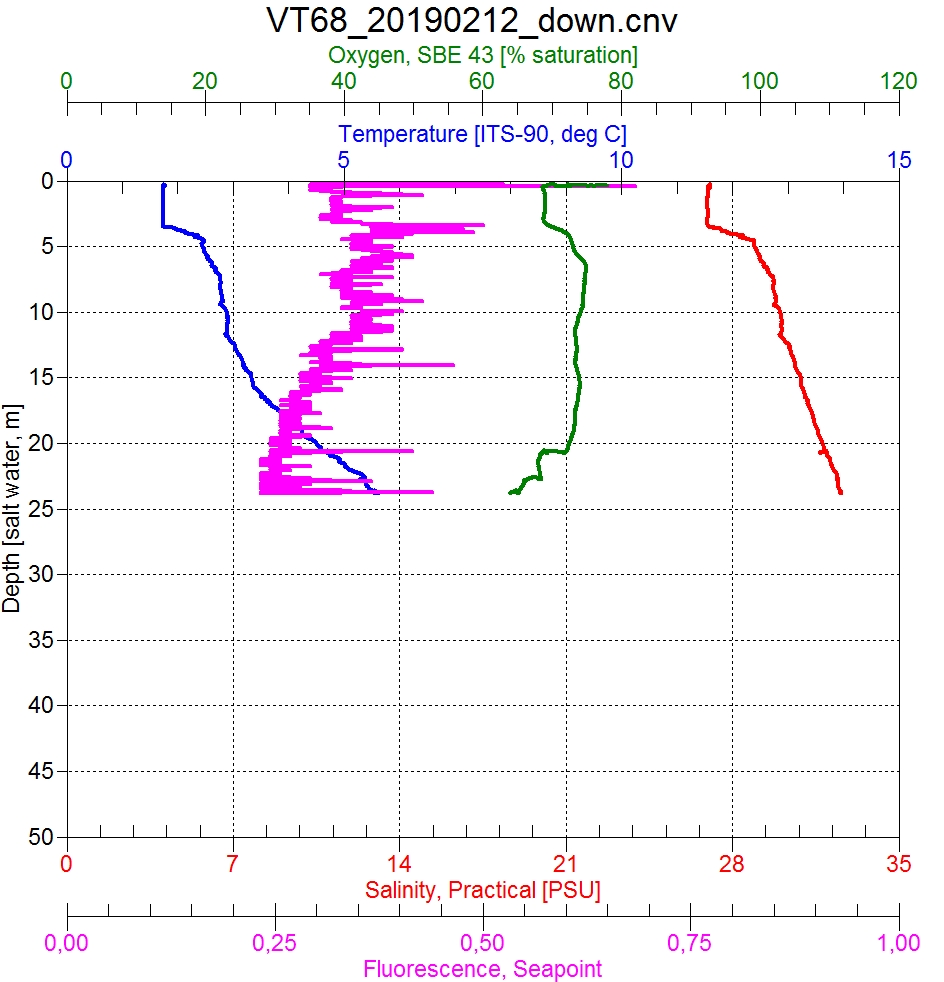 VT68_20190212_down.cnv
Oxygen, SBE 43 [% saturation]
0 20 40 60 80 100 120
Temperature [ITS-90, deg C]
0 5 10 15
0
5
10
15
20
25
30
35
40
45
50
Depth [salt water, m]
0 7 14 21 28 35
Salinity, Practical [PSU]
0,00 0,25 0,50 0,75 1,00
Fluorescence, Seapoint